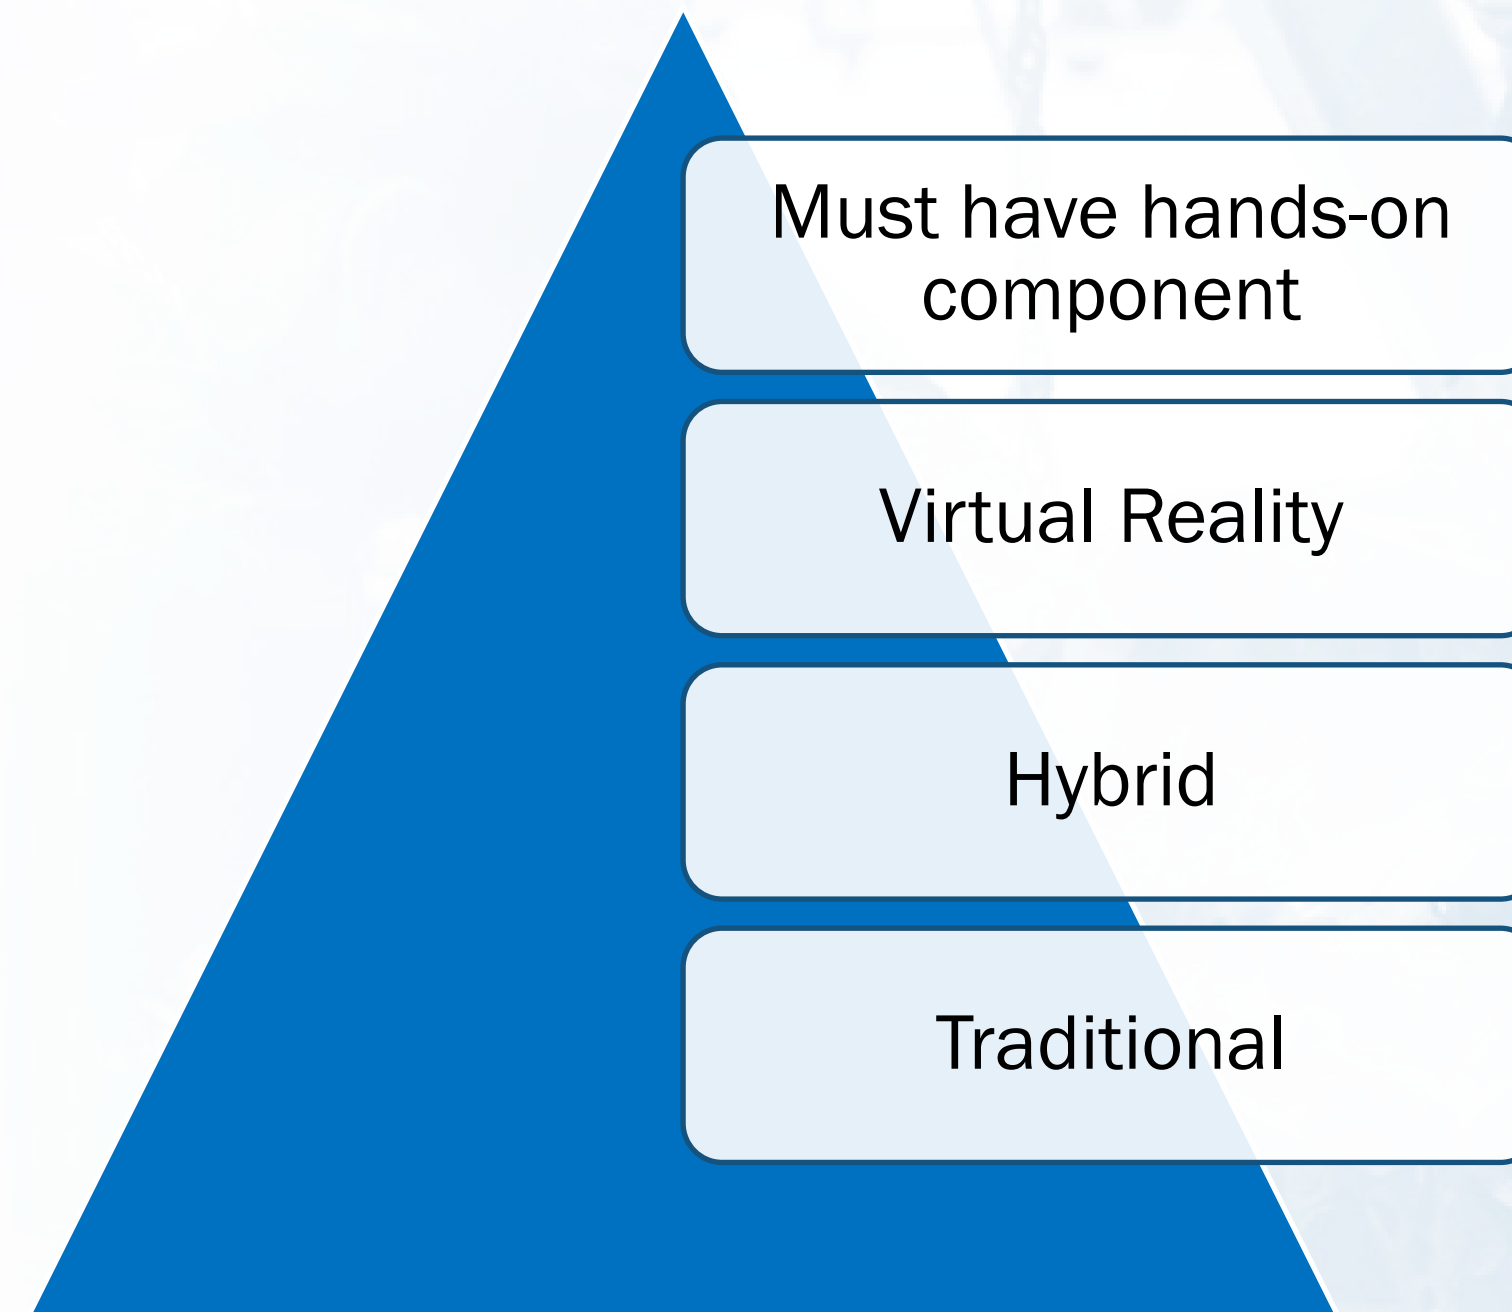 Must have hands-on
component
Virtual Reality
Hybrid
Traditional